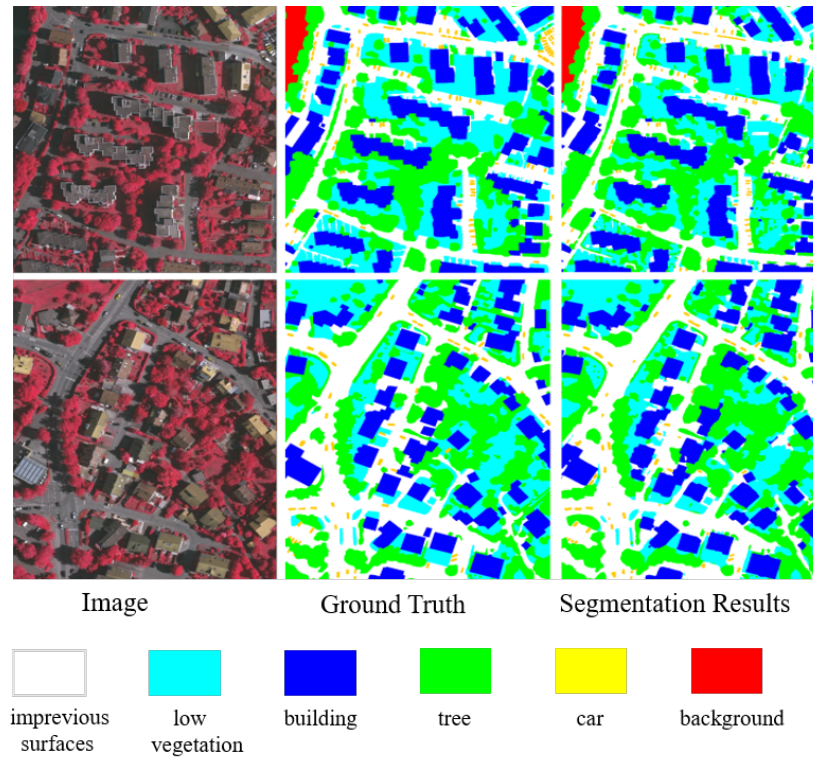 Image
Ground Truth
Segmentation Results
imprevious
surfaces
low
vegetation
building
tree
car
background